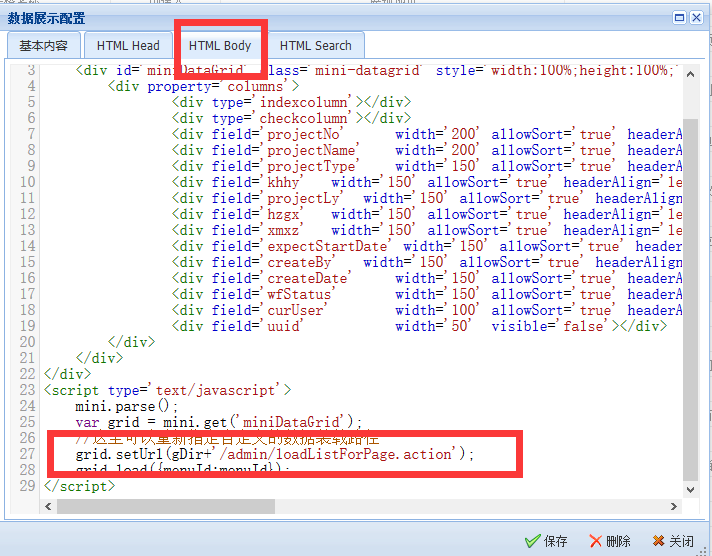 数据展示配置
基本内容 HTML Head HTML Body HTML Search
3 <div id="miniDataGrid" class="mini-datagrid" style="width:100%;height:100%;"
4 <div property='columns'>
5 <div type='indexcolumn'></div>
6 <div type='checkcolumn'></div>
7 <div field='projectNo' width='200' allowSort='true' headerA
8 <div field='projectName' width='200' allowSort='true' headerA
9 <div field='projectType' width='150' allowSort='true' headerA
10 <div field='khhy' width='150' allowSort='true' headerAlign='le
11 <div field='projectLy' width='150' allowSort='true' headerAlign
12 <div field='hzgx' width='150' allowSort='true' headerAlign='le
13 <div field='xmxz' width='150' allowSort='true' headerAlign='le
14 <div field='expectStartDate' width='150' allowSort='true' header
15 <div field='createBy' width='150' allowSort='true' headerAlign=
16 <div field='createDate' width='150' allowSort='true' headerA
17 <div field='wfStatus' width='150' allowSort='true' headerA
18 <div field='curUser' width='100' allowSort='true' headerA
19 <div field='uuid' width='50' visible='false'></div>
20 </div>
21 </div>
22 </div>
23 <script type='text/javascript'>
24 mini.parse();
25 var grid = mini.get('miniDataGrid');
26 //这里可以重新指定自定义的数据装载路径
27 grid.setUrl(gDir+'/admin/loadListForPage.action');
28 grid.load({menuId:menuId});
29 </script>
保存 删除 关闭